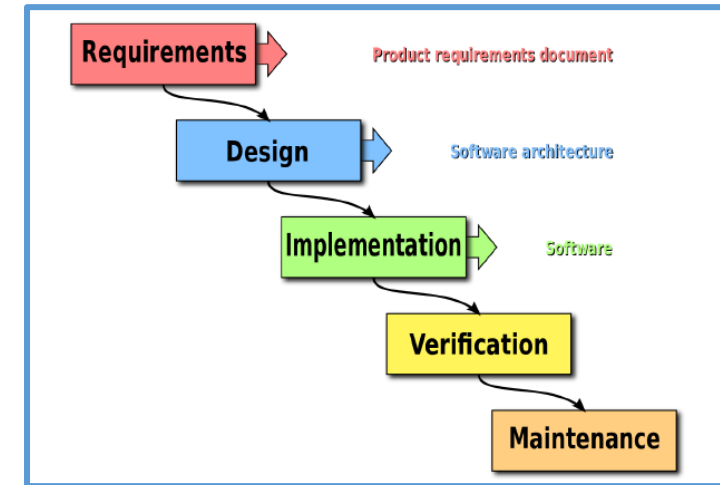 Requirements
Product requirements document
Design
Software architecture
Implementation
Software
Verification
Maintenance